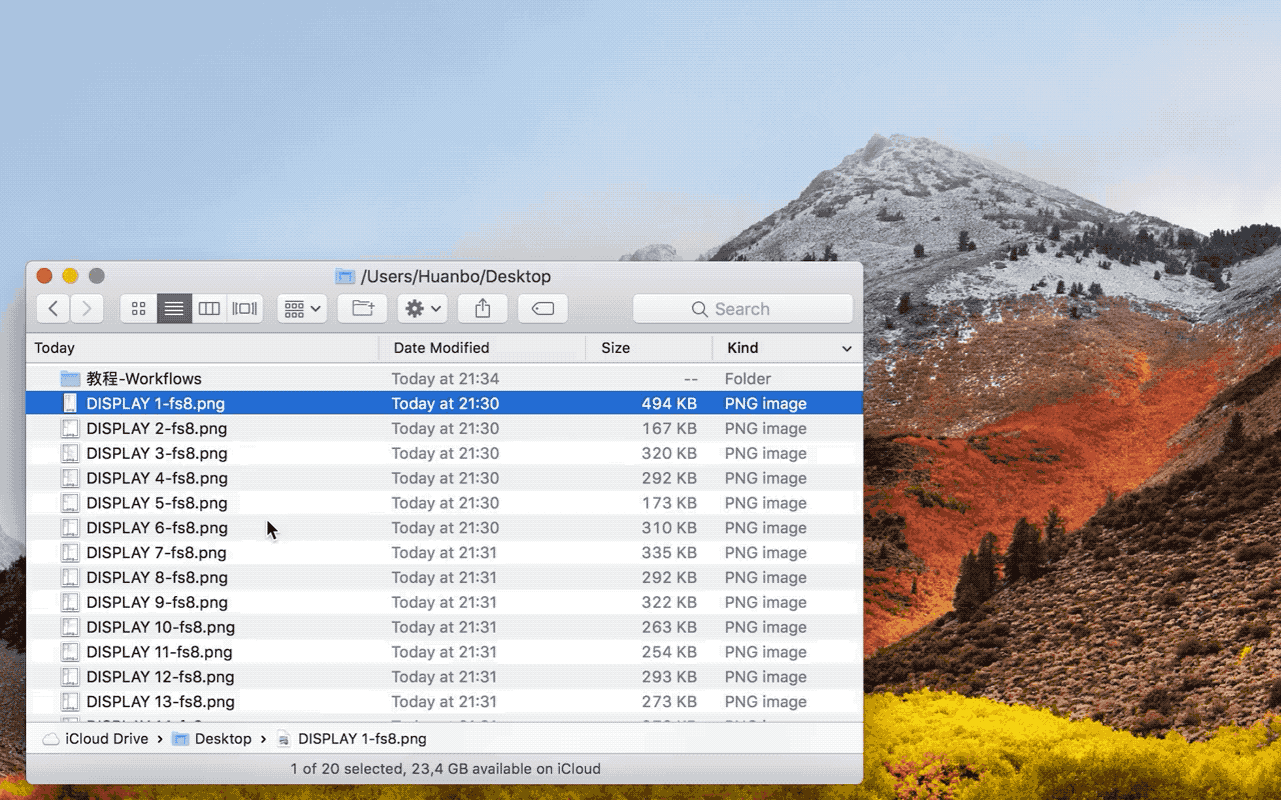 /Users/Huanbo/Desktop
Search
Today Date Modified Size Kind
教程-Workflows Today at 21:34 -- Folder
DISPLAY 1-fs8.png Today at 21:30 494 KB PNG image
DISPLAY 2-fs8.png Today at 21:30 167 KB PNG image
DISPLAY 3-fs8.png Today at 21:30 320 KB PNG image
DISPLAY 4-fs8.png Today at 21:30 292 KB PNG image
DISPLAY 5-fs8.png Today at 21:30 173 KB PNG image
DISPLAY 6-fs8.png Today at 21:30 310 KB PNG image
DISPLAY 7-fs8.png Today at 21:31 335 KB PNG image
DISPLAY 8-fs8.png Today at 21:31 292 KB PNG image
DISPLAY 9-fs8.png Today at 21:31 322 KB PNG image
DISPLAY 10-fs8.png Today at 21:31 263 KB PNG image
DISPLAY 11-fs8.png Today at 21:31 254 KB PNG image
DISPLAY 12-fs8.png Today at 21:31 293 KB PNG image
DISPLAY 13-fs8.png Today at 21:31 273 KB PNG image
iCloud Drive › Desktop › DISPLAY 1-fs8.png
1 of 20 selected, 23,4 GB available on iCloud